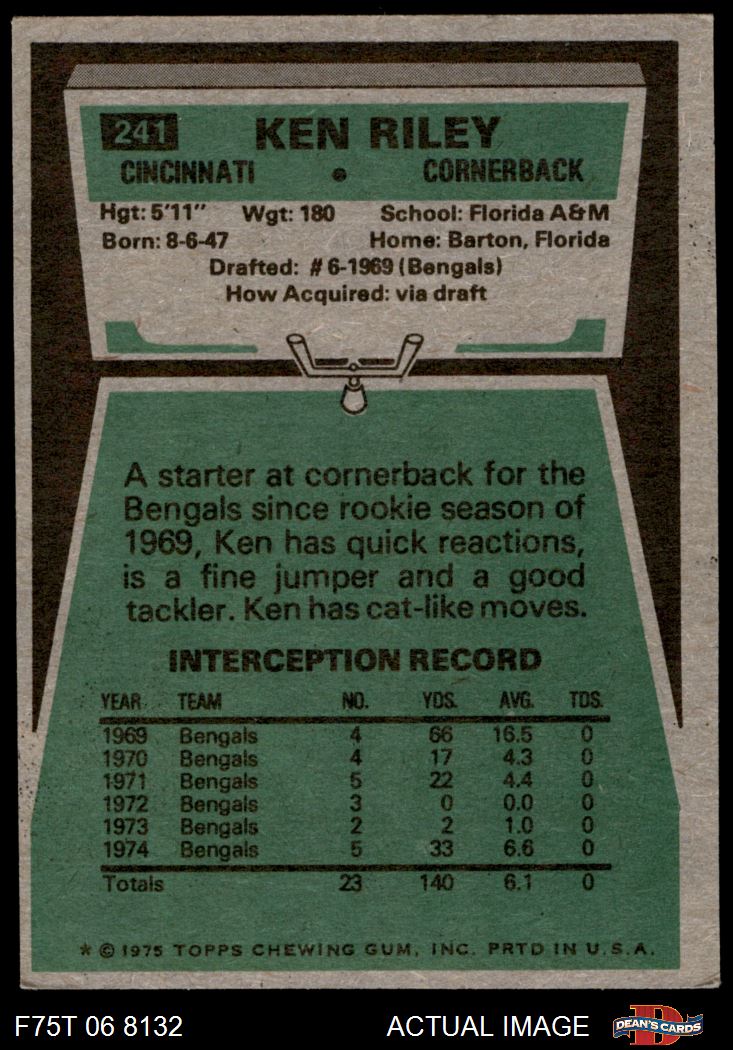 241 KEN RILEY
CINCINNATI • CORNERBACK
Hgt: 5'11" Wgt: 180 School: Florida A&M
Born: 8-6-47 Home: Barton, Florida
Drafted: #6-1969 (Bengals)
How Acquired: via draft
A starter at cornerback for the
Bengals since rookie season of
1969, Ken has quick reactions,
is a fine jumper and a good
tackler. Ken has cat-like moves.
INTERCEPTION RECORD
YEAR TEAM NO. YDS. AVG. TDS.
1969 Bengals 4 66 16.5 0
1970 Bengals 4 17 4.3 0
1971 Bengals 5 22 4.4 0
1972 Bengals 3 0 0.0 0
1973 Bengals 2 2 1.0 0
1974 Bengals 5 33 6.6 0
Totals 23 140 6.1 0
* © 1975 TOPPS CHEWING GUM, INC. PRTD IN U.S.A.
F75T 06 8132 ACTUAL IMAGE D DEAN'S CARDS